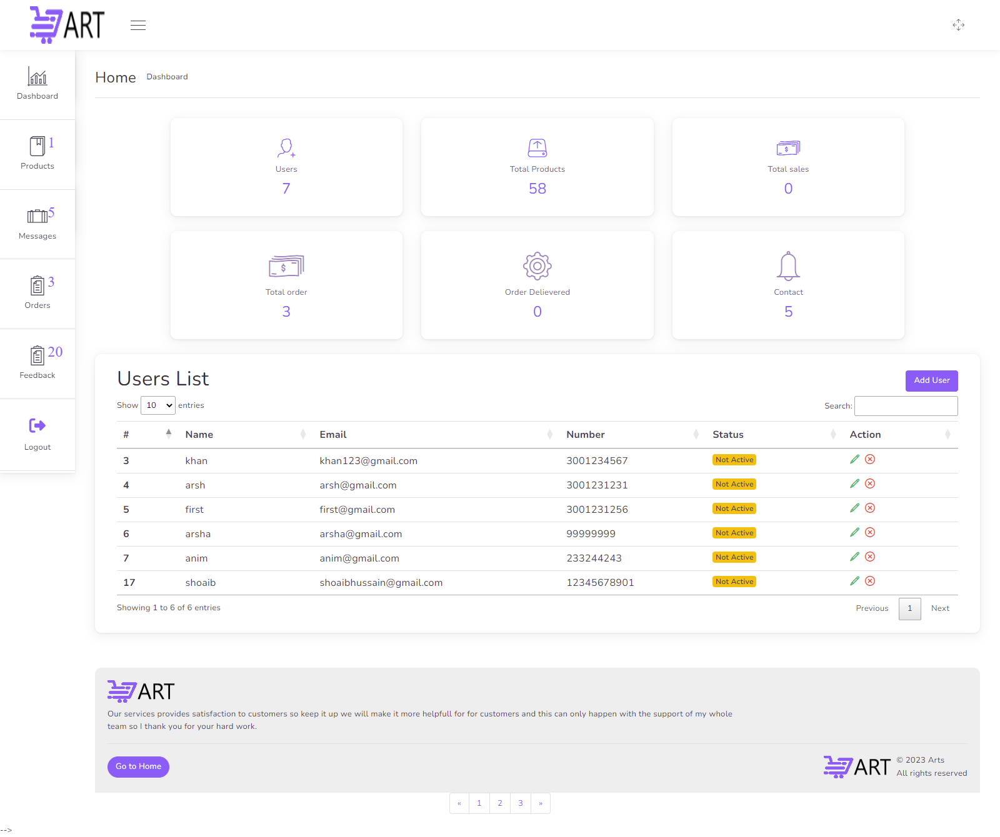 ART
Home Dashboard
Dashboard
1
Products
5
Messages
3
Orders
20
Feedback
Logout
Users
7
Total Products
58
Total sales
0
Total order
3
Order Delievered
0
Contact
5
Users List
Add User
Show 10 entries
Search:
# Name Email Number Status Action
3 khan khan123@gmail.com 3001234567 Not Active
4 arsh arsh@gmail.com 3001231231 Not Active
5 first first@gmail.com 3001231256 Not Active
6 arsha arsha@gmail.com 99999999 Not Active
7 anim anim@gmail.com 233244243 Not Active
17 shoaib shoaibhussain@gmail.com 12345678901 Not Active
Showing 1 to 6 of 6 entries
Previous 1 Next
ART
Our services provides satisfaction to customers so keep it up we will make it more helpfull for for customers and this can only happen with the support of my whole
team so I thank you for your hard work.
Go to Home
ART
© 2023 Arts
All rights reserved
« 1 2 3 »
-->